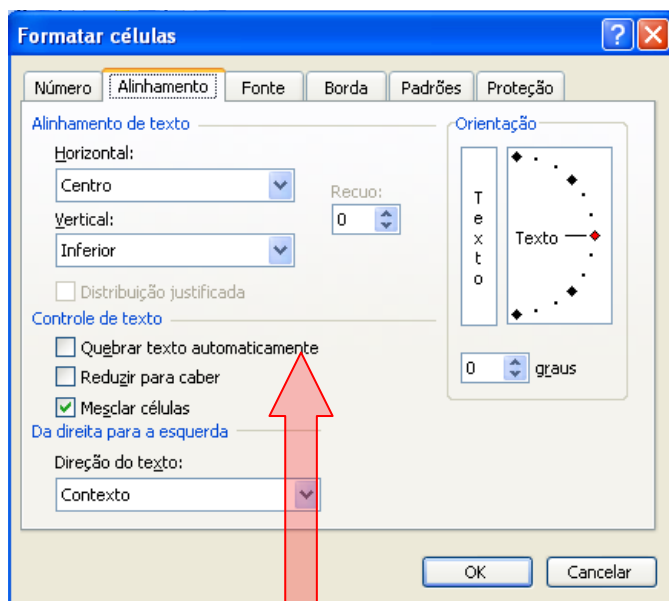 Formatar células
Número Alinhamento Fonte Borda Padrões Proteção
Alinhamento de texto
Horizontal:
Centro
Recuo:
0
Vertical:
Inferior
Distribuição justificada
Controle de texto
Quebrar texto automaticamente
Reduzir para caber
Mesclar células
Da direita para a esquerda
Direção do texto:
Contexto
Orientação
Texto
Texto
0 graus
OK Cancelar